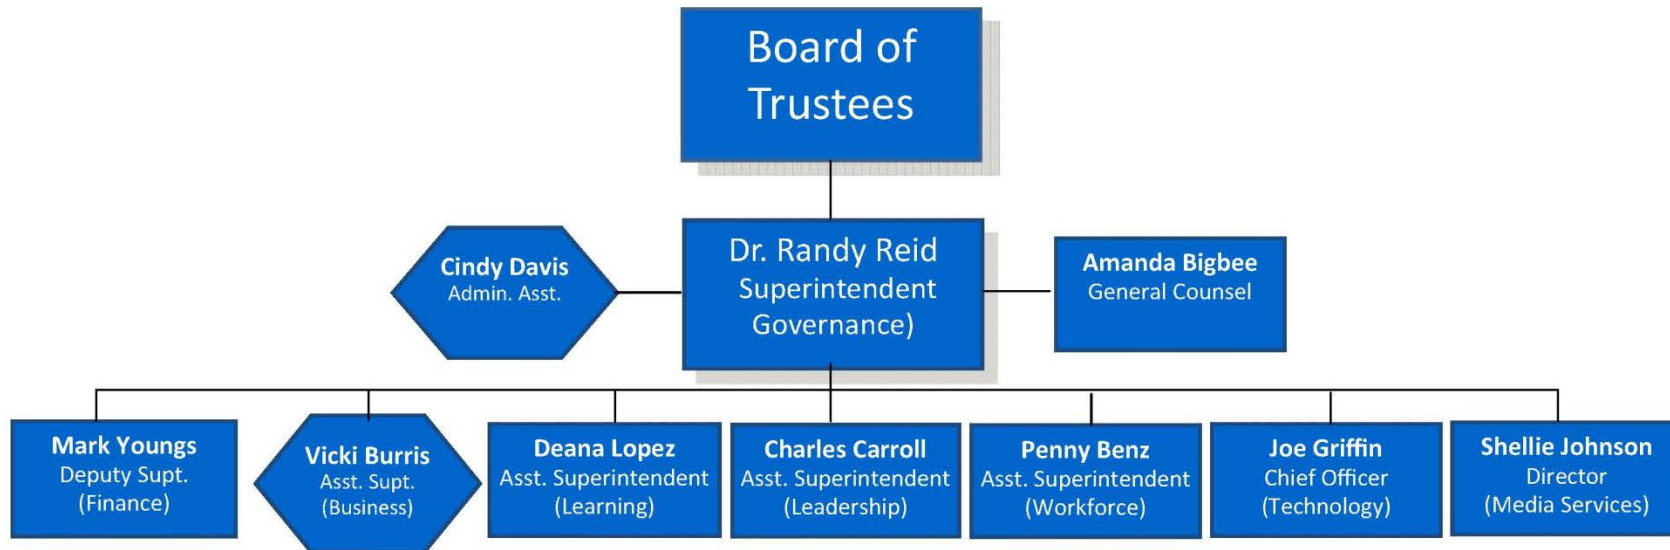 Board of
Trustees
Cindy Davis
Admin. Asst.
Dr. Randy Reid
Superintendent
Governance)
Amanda Bigbee
General Counsel
Mark Youngs
Deputy Supt.
(Finance)
Vicki Burris
Asst. Supt.
(Business)
Deana Lopez
Asst. Superintendent
(Learning)
Charles Carroll
Asst. Superintendent
(Leadership)
Penny Benz
Asst. Superintendent
(Workforce)
Joe Griffin
Chief Officer
(Technology)
Shellie Johnson
Director
(Media Services)